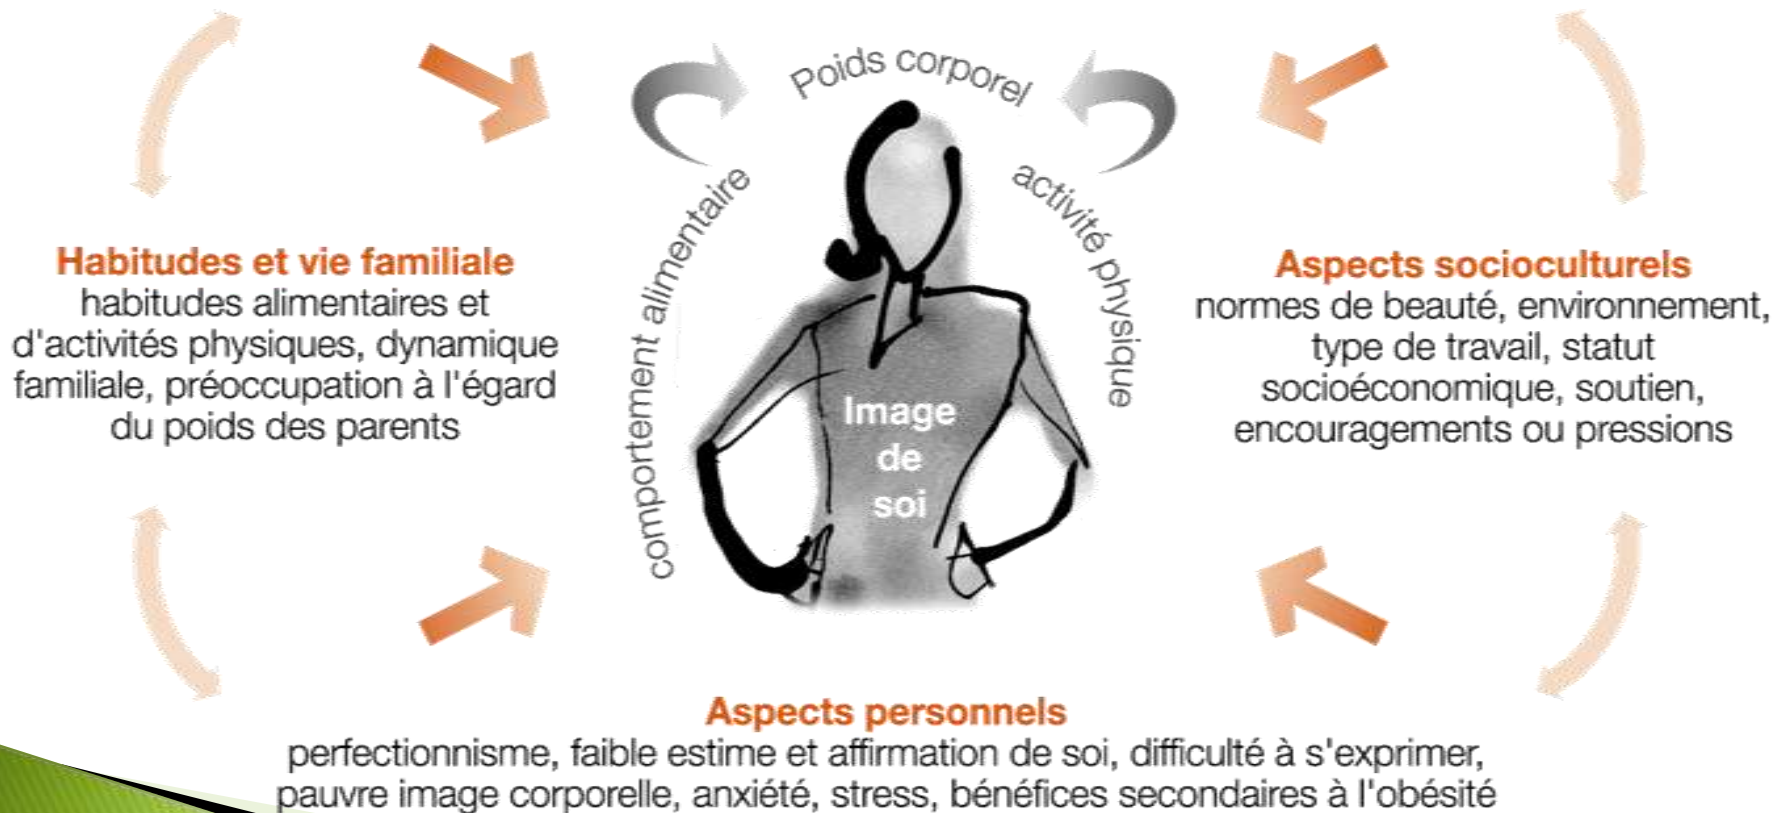 Poids corporel
comportement alimentaire
activité physique
Image
de
soi
Habitudes et vie familiale
habitudes alimentaires et
d'activités physiques, dynamique
familiale, préoccupation à l'égard
du poids des parents
Aspects socioculturels
normes de beauté, environnement,
type de travail, statut
socioéconomique, soutien,
encouragements ou pressions
Aspects personnels
perfectionnisme, faible estime et affirmation de soi, difficulté à s'exprimer,
pauvre image corporelle, anxiété, stress, bénéfices secondaires à l'obésité